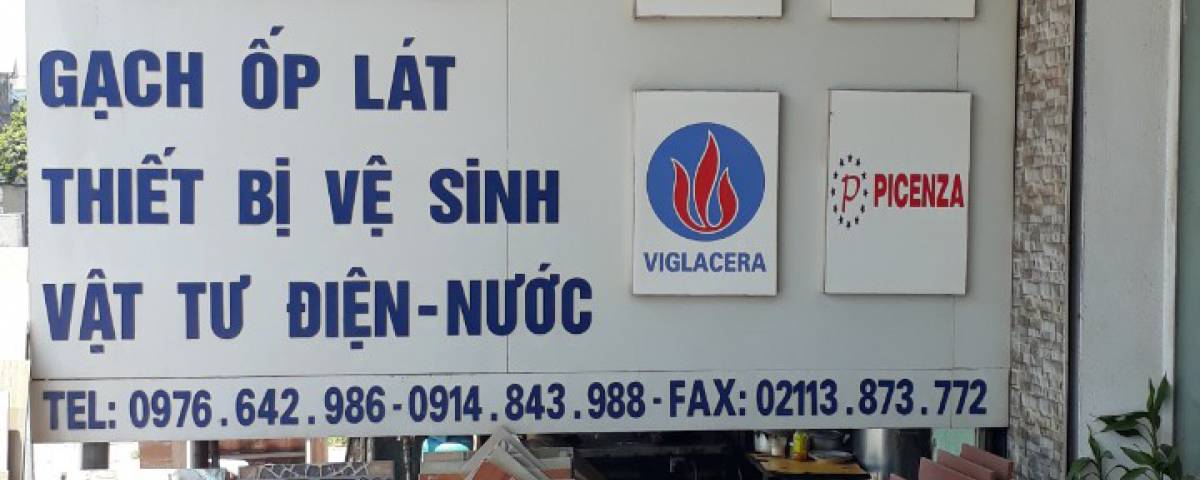 GẠCH ỐP LÁT
THIẾT BỊ VỆ SINH
VẬT TƯ ĐIỆN-NƯỚC
VIGLACERA
P PICENZA
TEL: 0976.642.986-0914.843.988-FAX: 02113.873.772